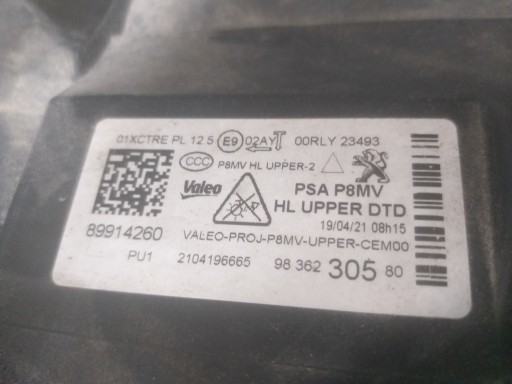 01XCTRE PL 12.5 E9 02AYT 00RLY 23493
CCC P8MV HL UPPER-2
Valeo PSA P8MV
HL UPPER DTD
89914260 19/04/21 08h15
VALEO-PROJ-P8MV-UPPER-CEM00
PU1 2104196665 98 362 305 80